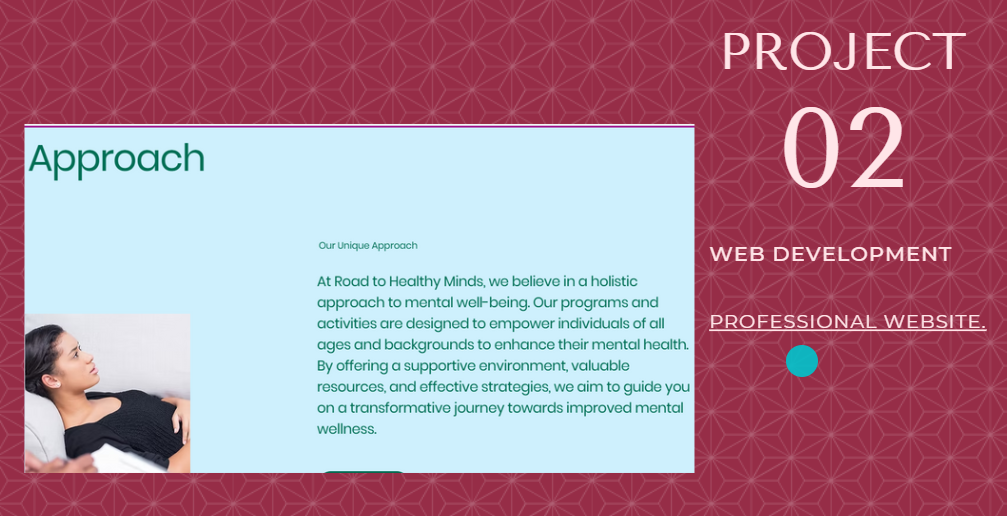 PROJECT
02
WEB DEVELOPMENT
PROFESSIONAL WEBSITE.
Approach
Our Unique Approach
At Road to Healthy Minds, we believe in a holistic
approach to mental well-being. Our programs and
activities are designed to empower individuals of all
ages and backgrounds to enhance their mental health.
By offering a supportive environment, valuable
resources, and effective strategies, we aim to guide you
on a transformative journey towards improved mental
wellness.